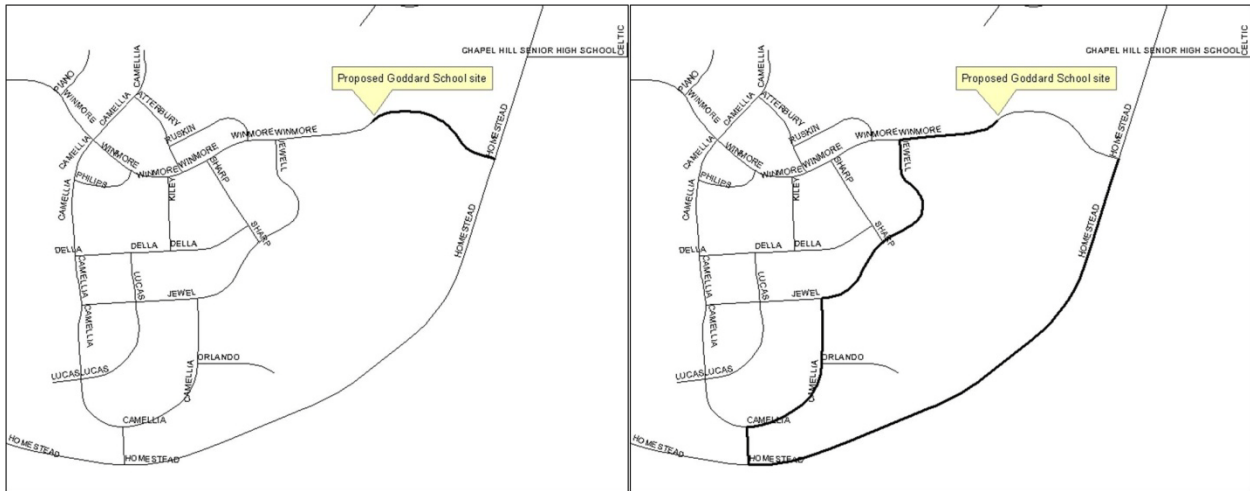 CHAPEL HILL SENIOR HIGH SCHOOL
CELTIC
Proposed Goddard School site
PIANO
WINMORE
CAMELLIA
CAMELLIA
ATTERBURY
RUSKIN
WINMORE
WINMORE
CAMELLIA
WINMORE
WINMORE
WINMORE
JEWELL
HOMESTEAD
PHILIPS
KILEY
SHARP
CAMELLIA
SHARP
HOMESTEAD
DELLA
DELLA
DELLA
CAMELLIA
LUCAS
JEWEL
CAMELLIA
ORLANDO
LUCAS
LUCAS
CAMELLIA
CAMELLIA
HOMESTEAD
HOMESTEAD
CHAPEL HILL SENIOR HIGH SCHOOL
CELTIC
Proposed Goddard School site
PIANO
WINMORE
CAMELLIA
CAMELLIA
ATTERBURY
RUSKIN
WINMORE
WINMORE
CAMELLIA
WINMORE
WINMORE
WINMORE
JEWELL
HOMESTEAD
PHILIPS
KILEY
SHARP
CAMELLIA
SHARP
HOMESTEAD
DELLA
DELLA
DELLA
CAMELLIA
LUCAS
JEWEL
CAMELLIA
ORLANDO
LUCAS
LUCAS
CAMELLIA
CAMELLIA
HOMESTEAD
HOMESTEAD